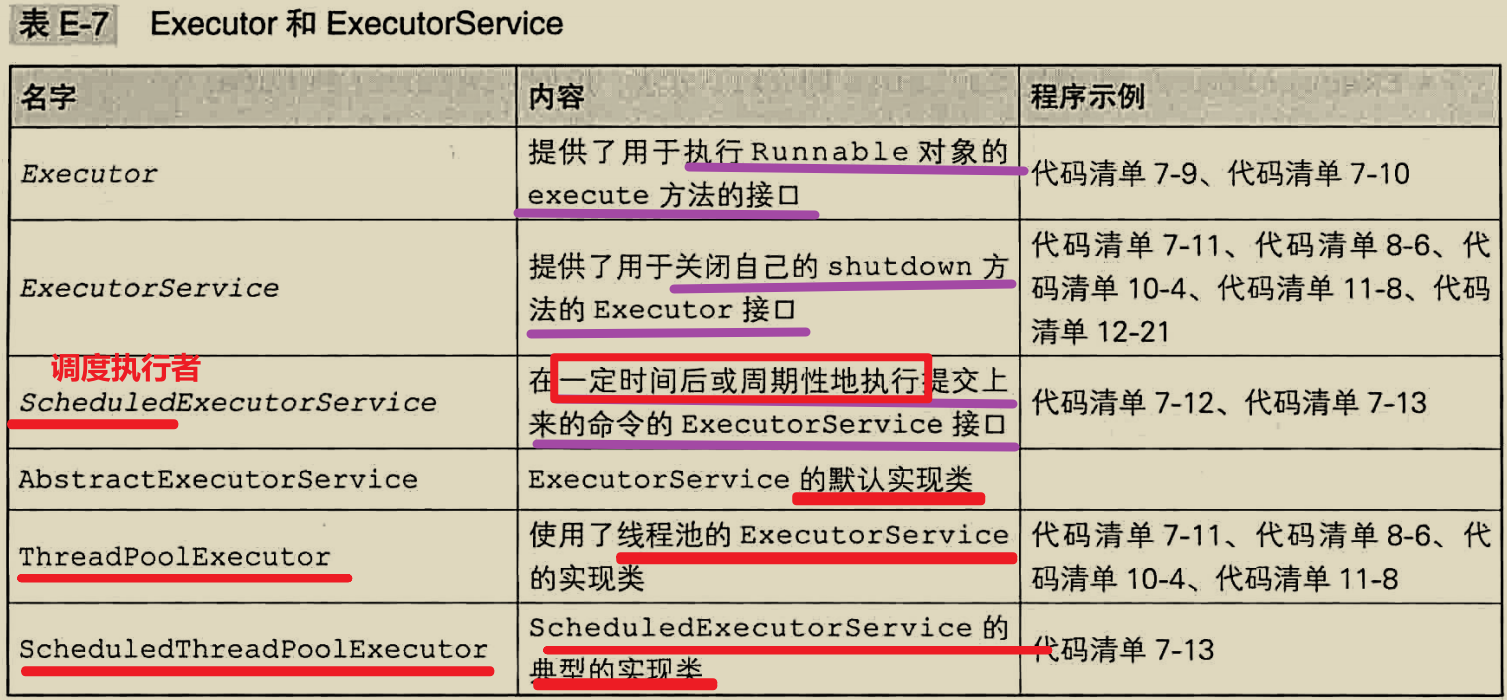 表 E-7 Executor 和 ExecutorService
名字 内容 程序示例
Executor
提供了用于执行 Runnable 对象的
execute 方法的接口
代码清单 7-9、代码清单 7-10
ExecutorService
提供了用于关闭自己的 shutdown 方
法的 Executor 接口
代码清单 7-11、代码清单 8-6、代
码清单 10-4、代码清单 11-8、代码
清单 12-21
调度执行者
ScheduledExecutorService
在一定时间后或周期性地执行提交上
来的命令的 ExecutorService 接口
代码清单 7-12、代码清单 7-13
AbstractExecutorService
ExecutorService 的默认实现类
ThreadPoolExecutor
使用了线程池的 ExecutorService
的实现类
代码清单 7-11、代码清单 8-6、代
码清单 10-4、代码清单 11-8
ScheduledThreadPoolExecutor
ScheduledExecutorService 的
典型的实现类
代码清单 7-13